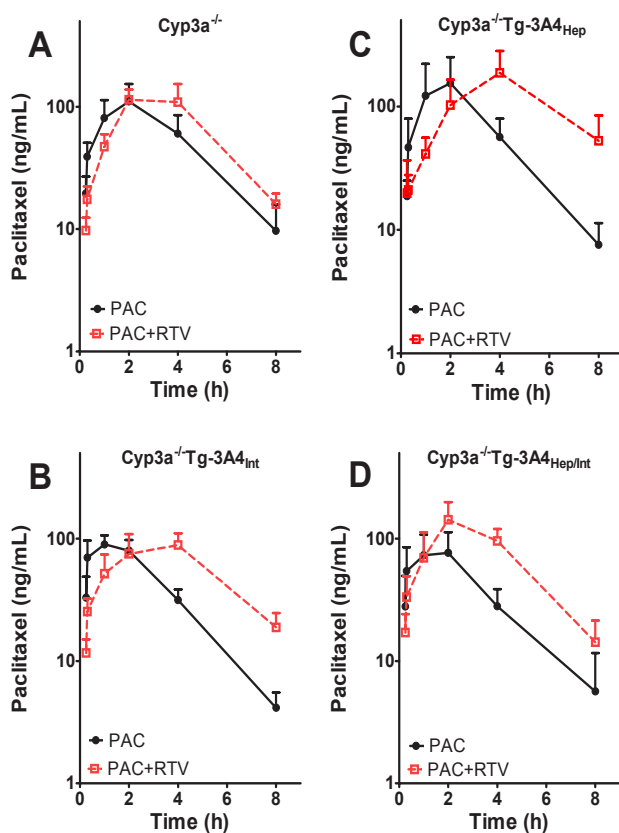 A
Cyp3a-/-
Paclitaxel (ng/mL)
100
10
1
PAC
PAC+RTV
0 2 4 6 8
Time (h)
C
Cyp3a-/-Tg-3A4Hep
Paclitaxel (ng/mL)
100
10
1
PAC
PAC+RTV
0 2 4 6 8
Time (h)
B
Cyp3a-/-Tg-3A4Int
Paclitaxel (ng/mL)
100
10
1
PAC
PAC+RTV
0 2 4 6 8
Time (h)
D
Cyp3a-/-Tg-3A4Hep/Int
Paclitaxel (ng/mL)
100
10
1
PAC
PAC+RTV
0 2 4 6 8
Time (h)